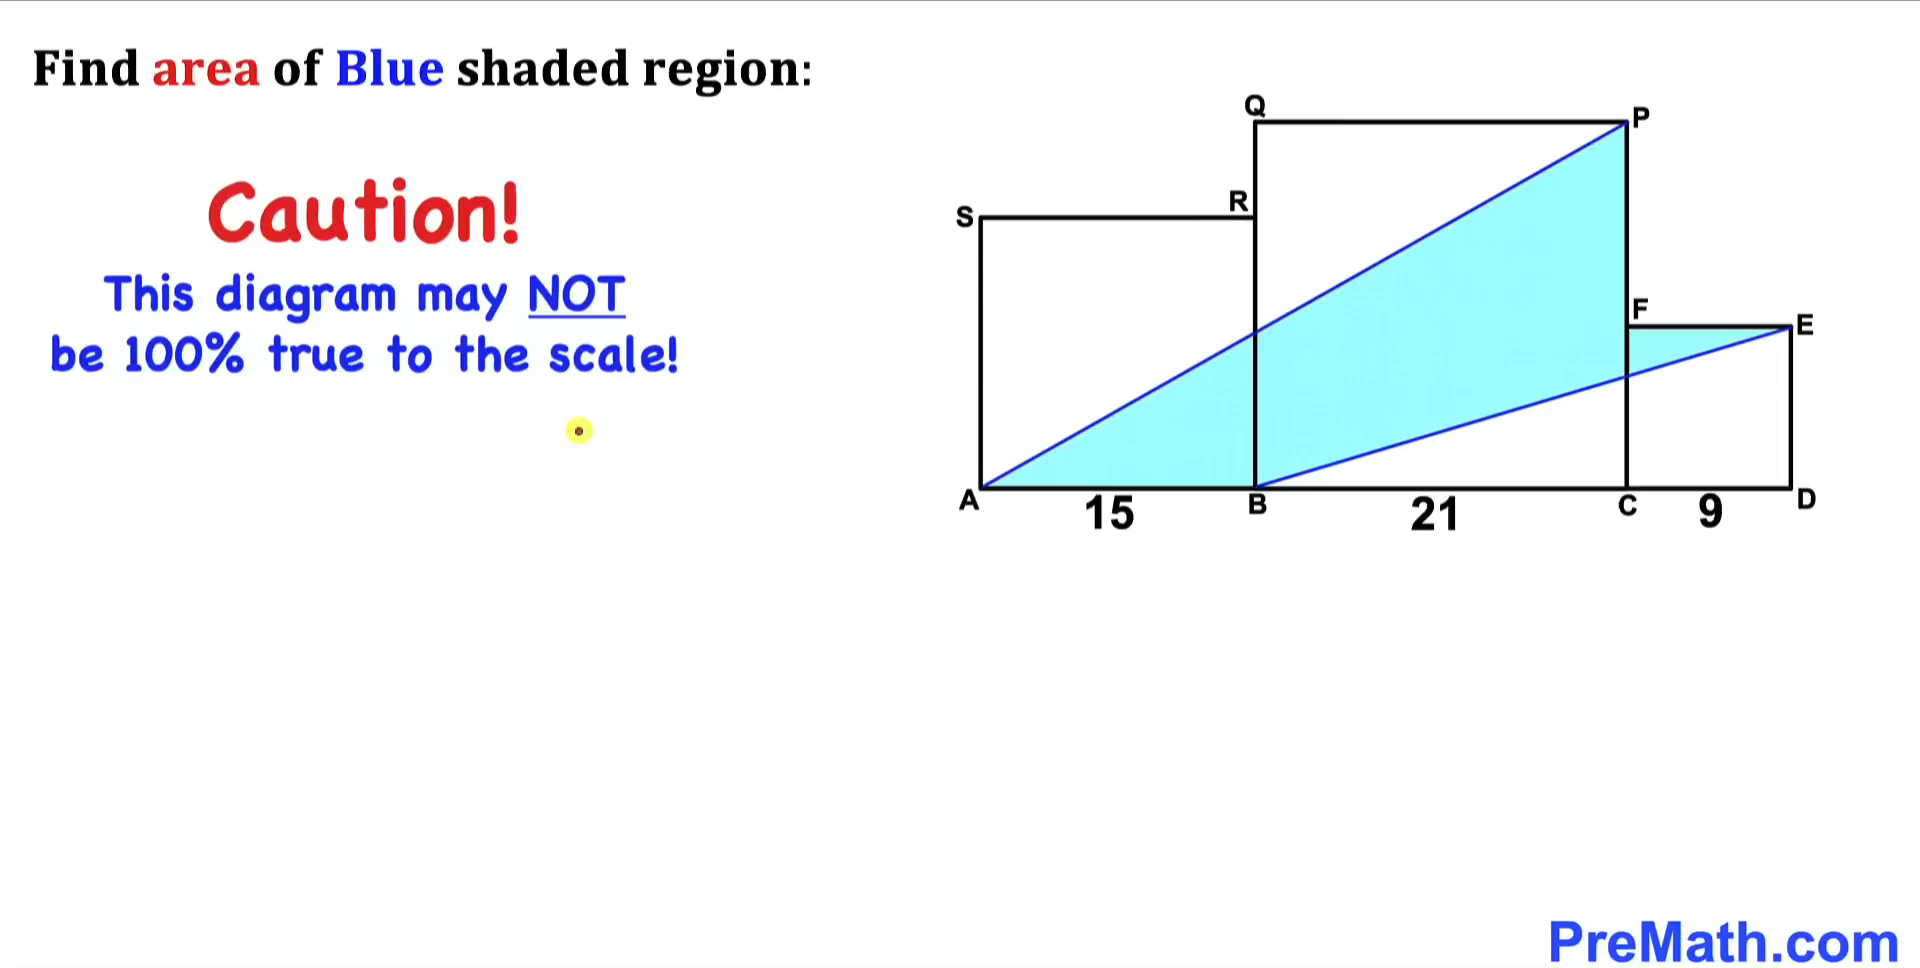 Find area of Blue shaded region:
Caution!
This diagram may NOT
be 100% true to the scale!
Q
P
S
R
F
E
A
15
B
21
C
9
D
PreMath.com